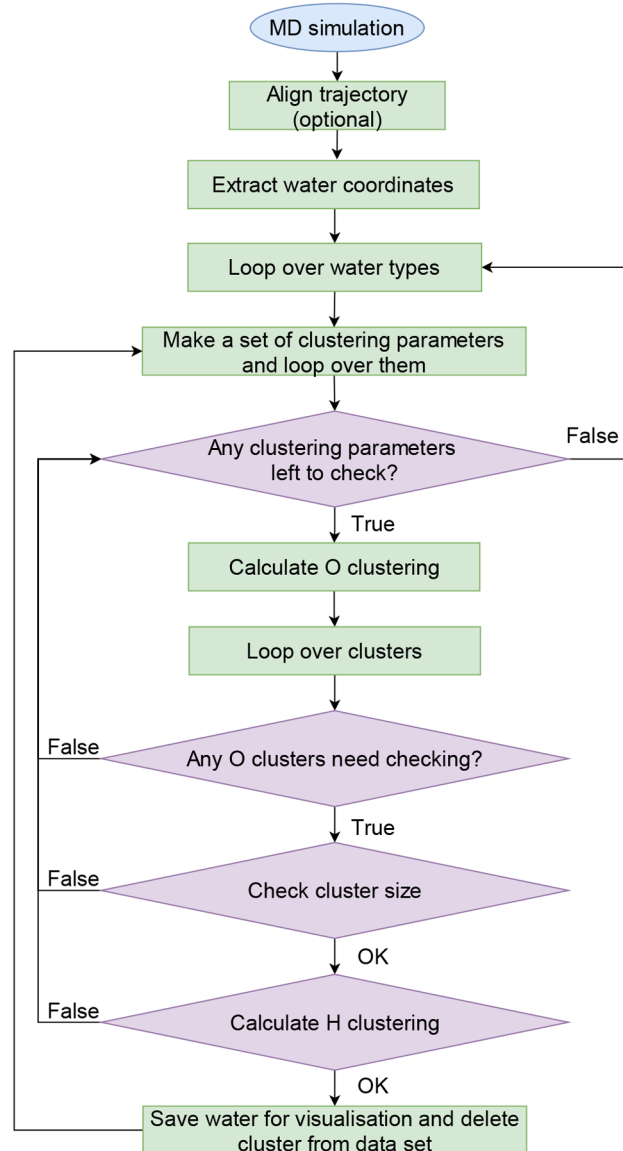 MD simulation
Align trajectory
(optional)
Extract water coordinates
Loop over water types
Make a set of clustering parameters
and loop over them
Any clustering parameters
left to check?
False
True
Calculate O clustering
Loop over clusters
False
Any O clusters need checking?
True
False
Check cluster size
OK
False
Calculate H clustering
OK
Save water for visualisation and delete
cluster from data set